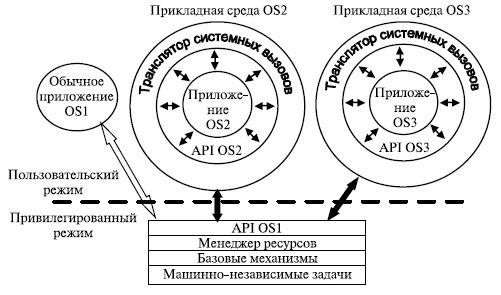 Прикладная среда OS2
Прикладная среда OS3
Транслятор системных вызовов
Транслятор системных вызовов
Обычное
приложение
OS1
Приложе-
ние
OS2
API OS2
Приложе-
ние
OS3
API OS3
Пользовательский
режим
Привилегированный
режим
API OS1
Менеджер ресурсов
Базовые механизмы
Машинно-независимые задачи